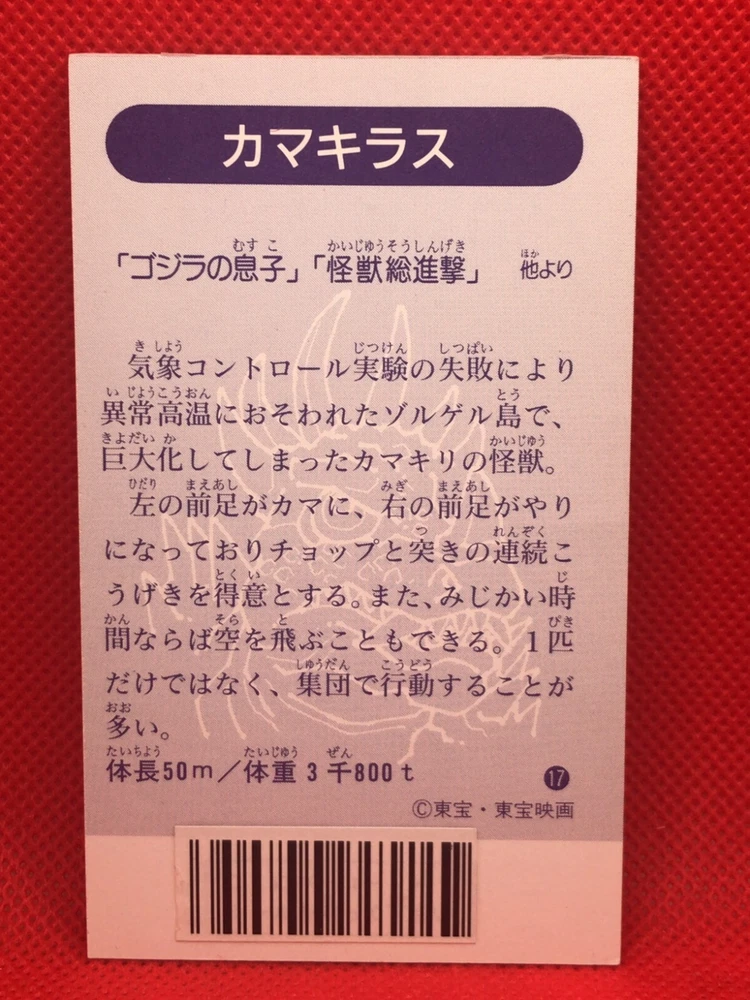 カマキラス
「ゴジラの息子」「怪獣総進撃」　他より
気象コントロール実験の失敗により
異常高温におそわれたゾルゲル島で、
巨大化してしまったカマキリの怪獣。
左の前足がカマに、右の前足がやり
になっておりチョップと突きの連続こ
うげきを得意とする。また、みじかい時
間ならば空を飛ぶこともできる。1匹
だけではなく、集団で行動することが
多い。
体長50m／体重3千800t
17
©東宝・東宝映画